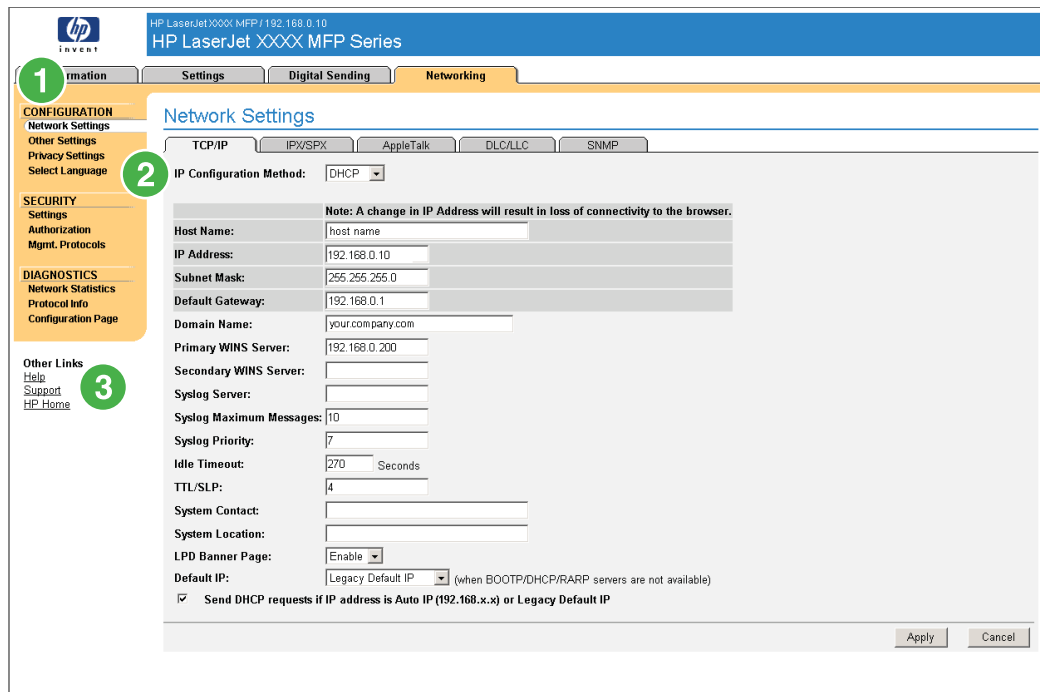 hp
invent
HP LaserJet XXXX MFP / 192.168.0.10
HP LaserJet XXXX MFP Series
1
rmation
Settings
Digital Sending
Networking
CONFIGURATION
Network Settings
Other Settings
Privacy Settings
Select Language
SECURITY
Settings
Authorization
Mgmt. Protocols
DIAGNOSTICS
Network Statistics
Protocol Info
Configuration Page
Other Links
Help
Support
HP Home
3
Network Settings
TCP/IP
IPX/SPX
AppleTalk
DLC/LLC
SNMP
2
IP Configuration Method: DHCP
Note: A change in IP Address will result in loss of connectivity to the browser.
Host Name: host name
IP Address: 192.168.0.10
Subnet Mask: 255.255.255.0
Default Gateway: 192.168.0.1
Domain Name: your.company.com
Primary WINS Server: 192.168.0.200
Secondary WINS Server:
Syslog Server:
Syslog Maximum Messages: 10
Syslog Priority: 7
Idle Timeout: 270 Seconds
TTL/SLP: 4
System Contact:
System Location:
LPD Banner Page: Enable
Default IP: Legacy Default IP (when BOOTP/DHCP/RARP servers are not available)
Send DHCP requests if IP address is Auto IP (192.168.x.x) or Legacy Default IP
Apply
Cancel